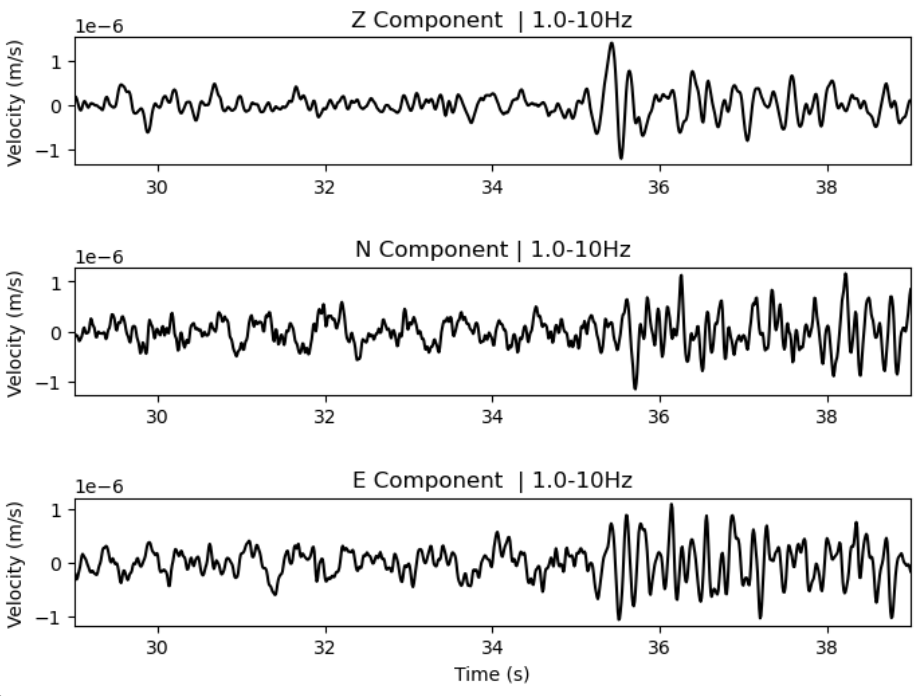 Z Component | 1.0-10Hz
1e−6
Velocity (m/s)
1
0
−1
30 32 34 36 38
N Component | 1.0-10Hz
1e−6
Velocity (m/s)
1
0
−1
30 32 34 36 38
E Component | 1.0-10Hz
1e−6
Velocity (m/s)
1
0
−1
30 32 34 36 38
Time (s)